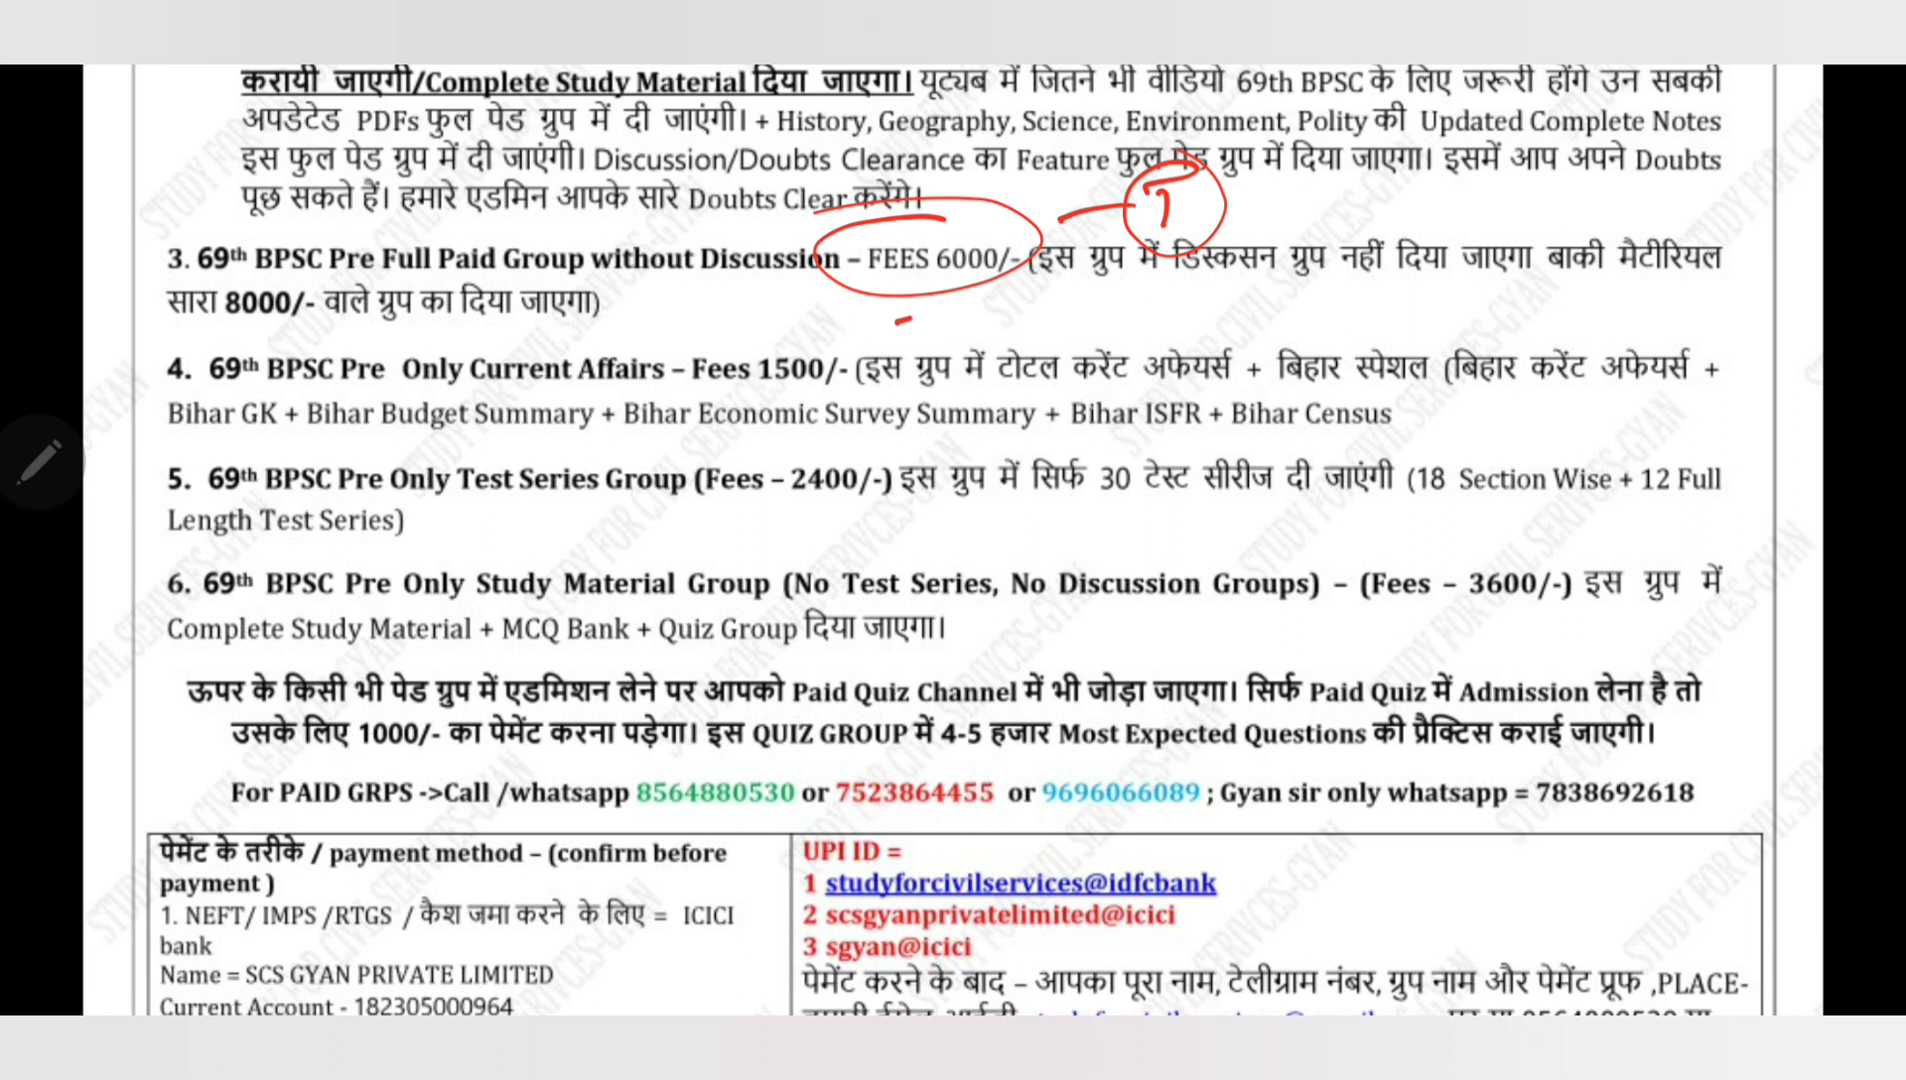 करायी जाएगी/Complete Study Material दिया जाएगा। यूट्यब में जितने भी वीडियो 69th BPSC के लिए जरूरी होंगे उन सबकी
अपडेटेड PDFs फुल पेड ग्रुप में दी जाएंगी। + History, Geography, Science, Environment, Polity की Updated Complete Notes
इस फुल पेड ग्रुप में दी जाएंगी। Discussion/Doubts Clearance का Feature फुल पेड ग्रुप में दिया जाएगा। इसमें आप अपने Doubts
पूछ सकते हैं। हमारे एडमिन आपके सारे Doubts Clear करेंगे।
3. 69th BPSC Pre Full Paid Group without Discussion – FEES 6000/- (इस ग्रुप में डिस्कसन ग्रुप नहीं दिया जाएगा बाकी मैटीरियल
सारा 8000/- वाले ग्रुप का दिया जाएगा)
4. 69th BPSC Pre Only Current Affairs – Fees 1500/- (इस ग्रुप में टोटल करेंट अफेयर्स + बिहार स्पेशल (बिहार करेंट अफेयर्स +
Bihar GK + Bihar Budget Summary + Bihar Economic Survey Summary + Bihar ISFR + Bihar Census
5. 69th BPSC Pre Only Test Series Group (Fees – 2400/-) इस ग्रुप में सिर्फ 30 टेस्ट सीरीज दी जाएंगी (18 Section Wise + 12 Full
Length Test Series)
6. 69th BPSC Pre Only Study Material Group (No Test Series, No Discussion Groups) – (Fees – 3600/-) इस ग्रुप में
Complete Study Material + MCQ Bank + Quiz Group दिया जाएगा।
ऊपर के किसी भी पेड ग्रुप में एडमिशन लेने पर आपको Paid Quiz Channel में भी जोड़ा जाएगा। सिर्फ Paid Quiz में Admission लेना है तो
उसके लिए 1000/- का पेमेंट करना पड़ेगा। इस QUIZ GROUP में 4-5 हजार Most Expected Questions की प्रैक्टिस कराई जाएगी।
For PAID GRPS ->Call /whatsapp 8564880530 or 7523864455 or 9696066089 ; Gyan sir only whatsapp = 7838692618
पेमेंट के तरीके / payment method – (confirm before
payment )
1. NEFT/ IMPS /RTGS / कैश जमा करने के लिए = ICICI
bank
Name = SCS GYAN PRIVATE LIMITED
Current Account - 182305000964
UPI ID =
1 studyforcivilservices@idfcbank
2 scsgyanprivatelimited@icici
3 sgyan@icici
पेमेंट करने के बाद – आपका पूरा नाम, टेलीग्राम नंबर, ग्रुप नाम और पेमेंट प्रूफ ,PLACE-
STUDY FOR CIVIL SERIVCES-GYAN